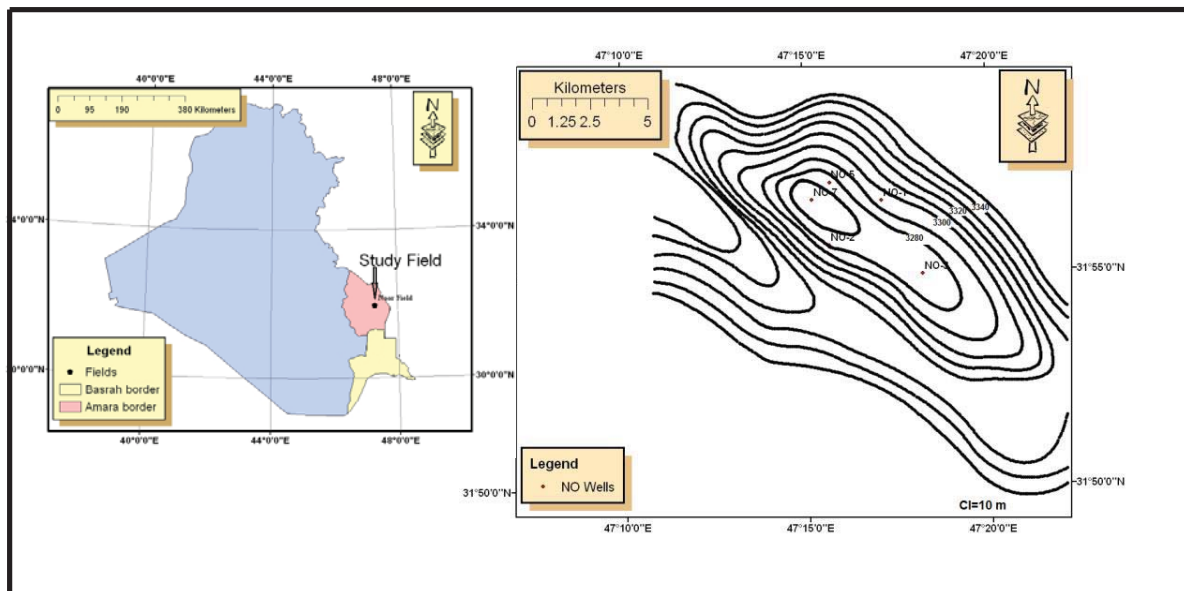 40°0'0"E 44°0'0"E 48°0'0"E
0 95 190 380 Kilometers
N
34°0'0"N 34°0'0"N
Study Field
Legend
Fields
Basrah border
Amara border
30°0'0"N 30°0'0"N
40°0'0"E 44°0'0"E 48°0'0"E
47°10'0"E 47°15'0"E 47°20'0"E
Kilometers
0 1.25 2.5 5
N
NO-5
NO-7 NO-1
3320 3340
3300
3280
NO-2
NO-3
31°55'0"N
Legend
NO Wells
31°50'0"N 31°50'0"N
CI=10 m
47°10'0"E 47°15'0"E 47°20'0"E